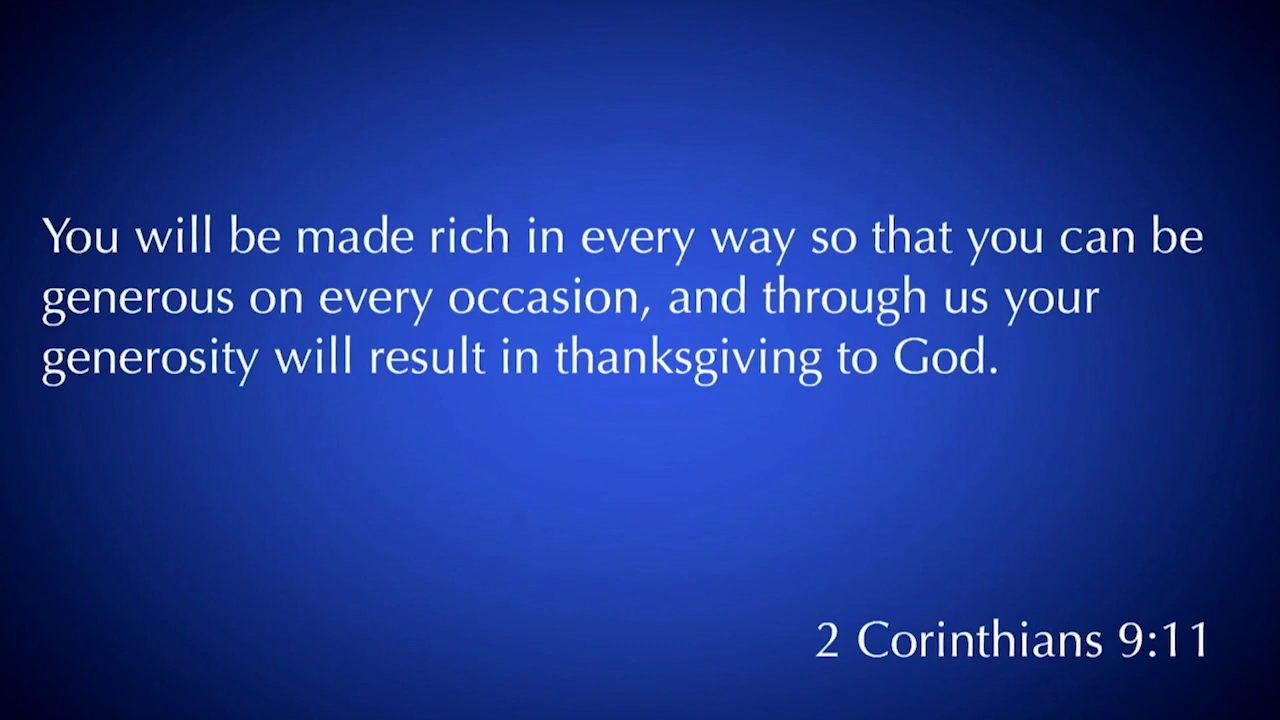 You will be made rich in every way so that you can be
generous on every occasion, and through us your
generosity will result in thanksgiving to God.
2 Corinthians 9:11